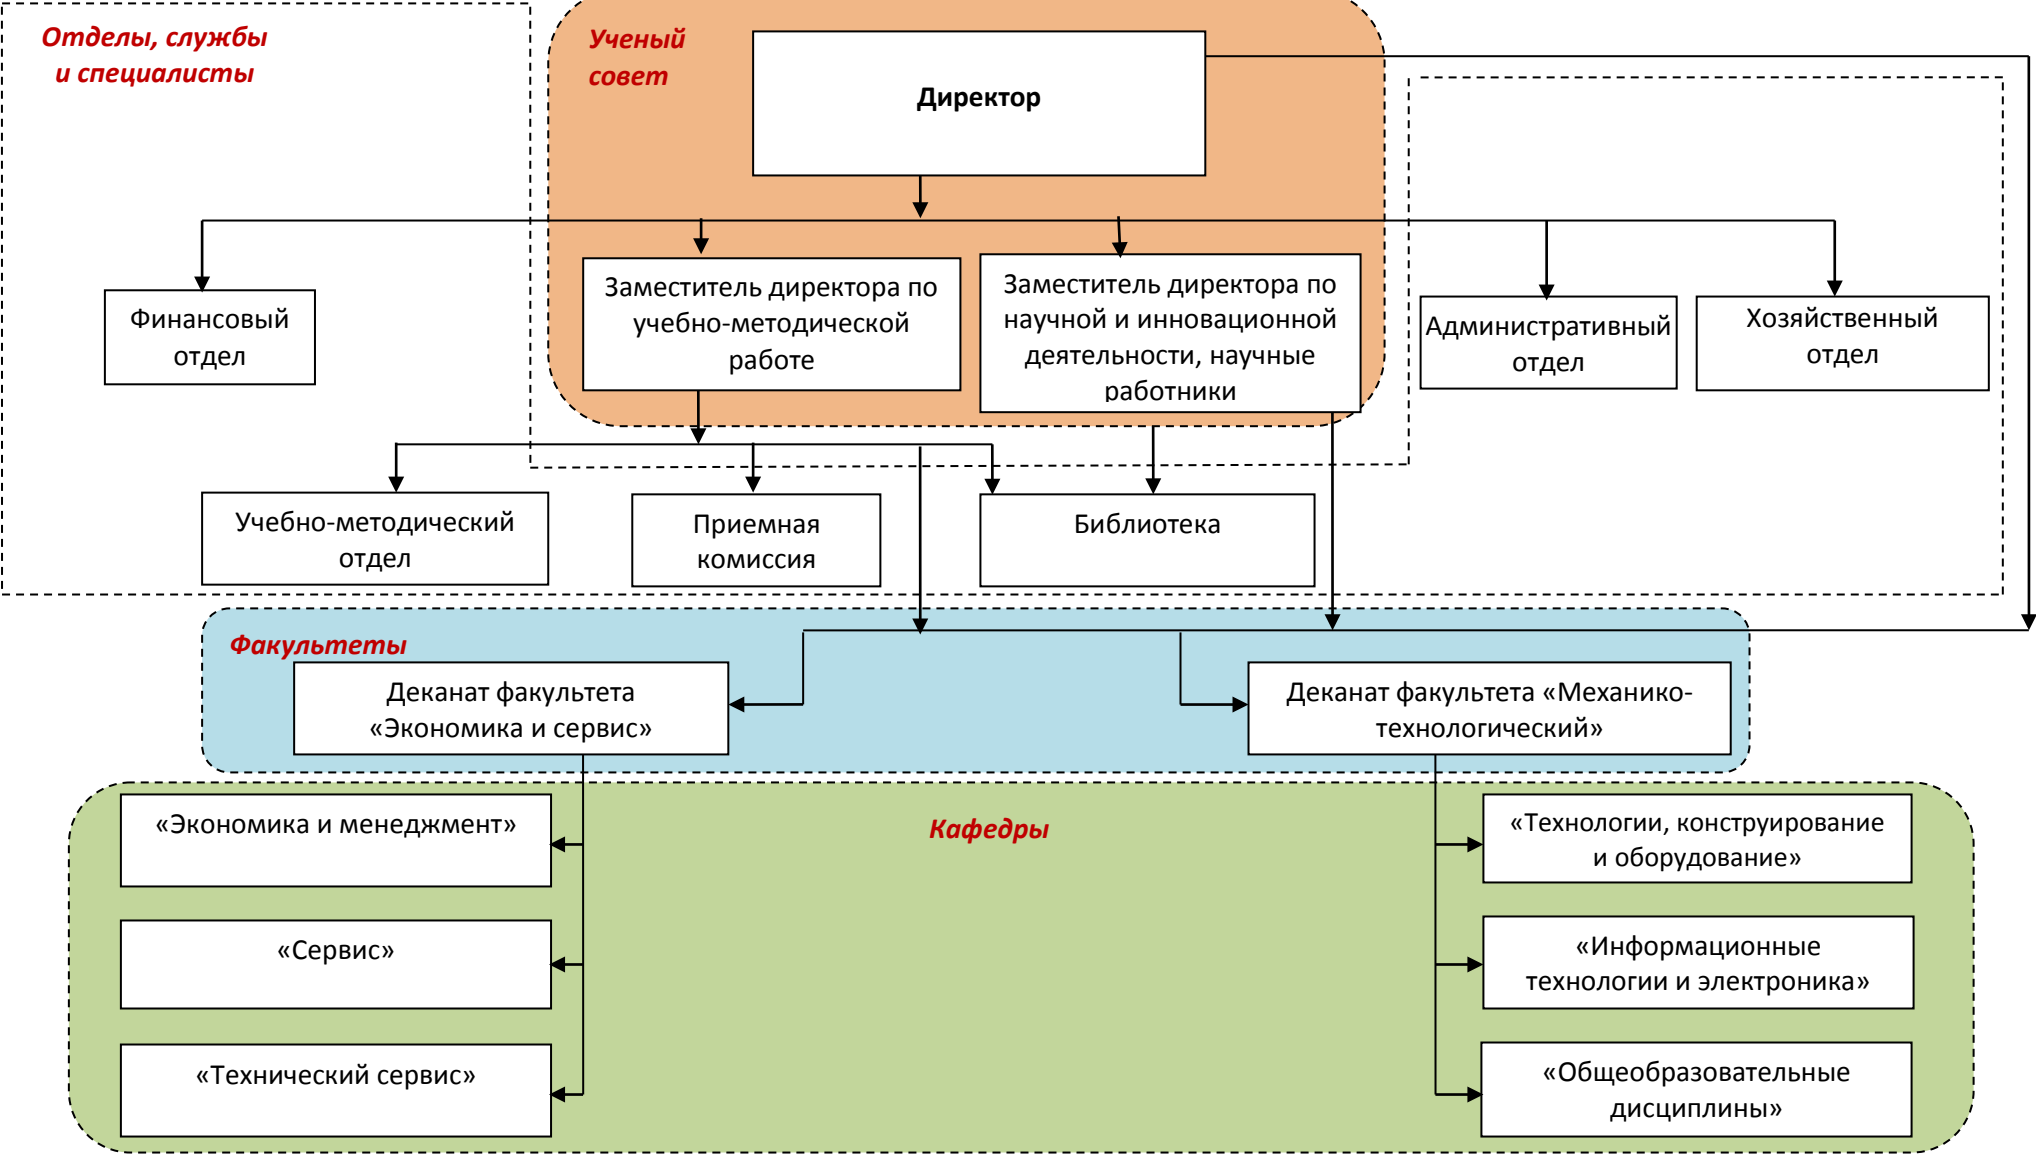 Отделы, службы
и специалисты
Ученый
совет
Директор
Финансовый
отдел
Заместитель директора по
учебно-методической
работе
Заместитель директора по
научной и инновационной
деятельности, научные
работники
Административный
отдел
Хозяйственный
отдел
Учебно-методический
отдел
Приемная
комиссия
Библиотека
Факультеты
Деканат факультета
«Экономика и сервис»
Деканат факультета «Механико-
технологический»
Кафедры
«Экономика и менеджмент»
«Сервис»
«Технический сервис»
«Технологии, конструирование
и оборудование»
«Информационные
технологии и электроника»
«Общеобразовательные
дисциплины»